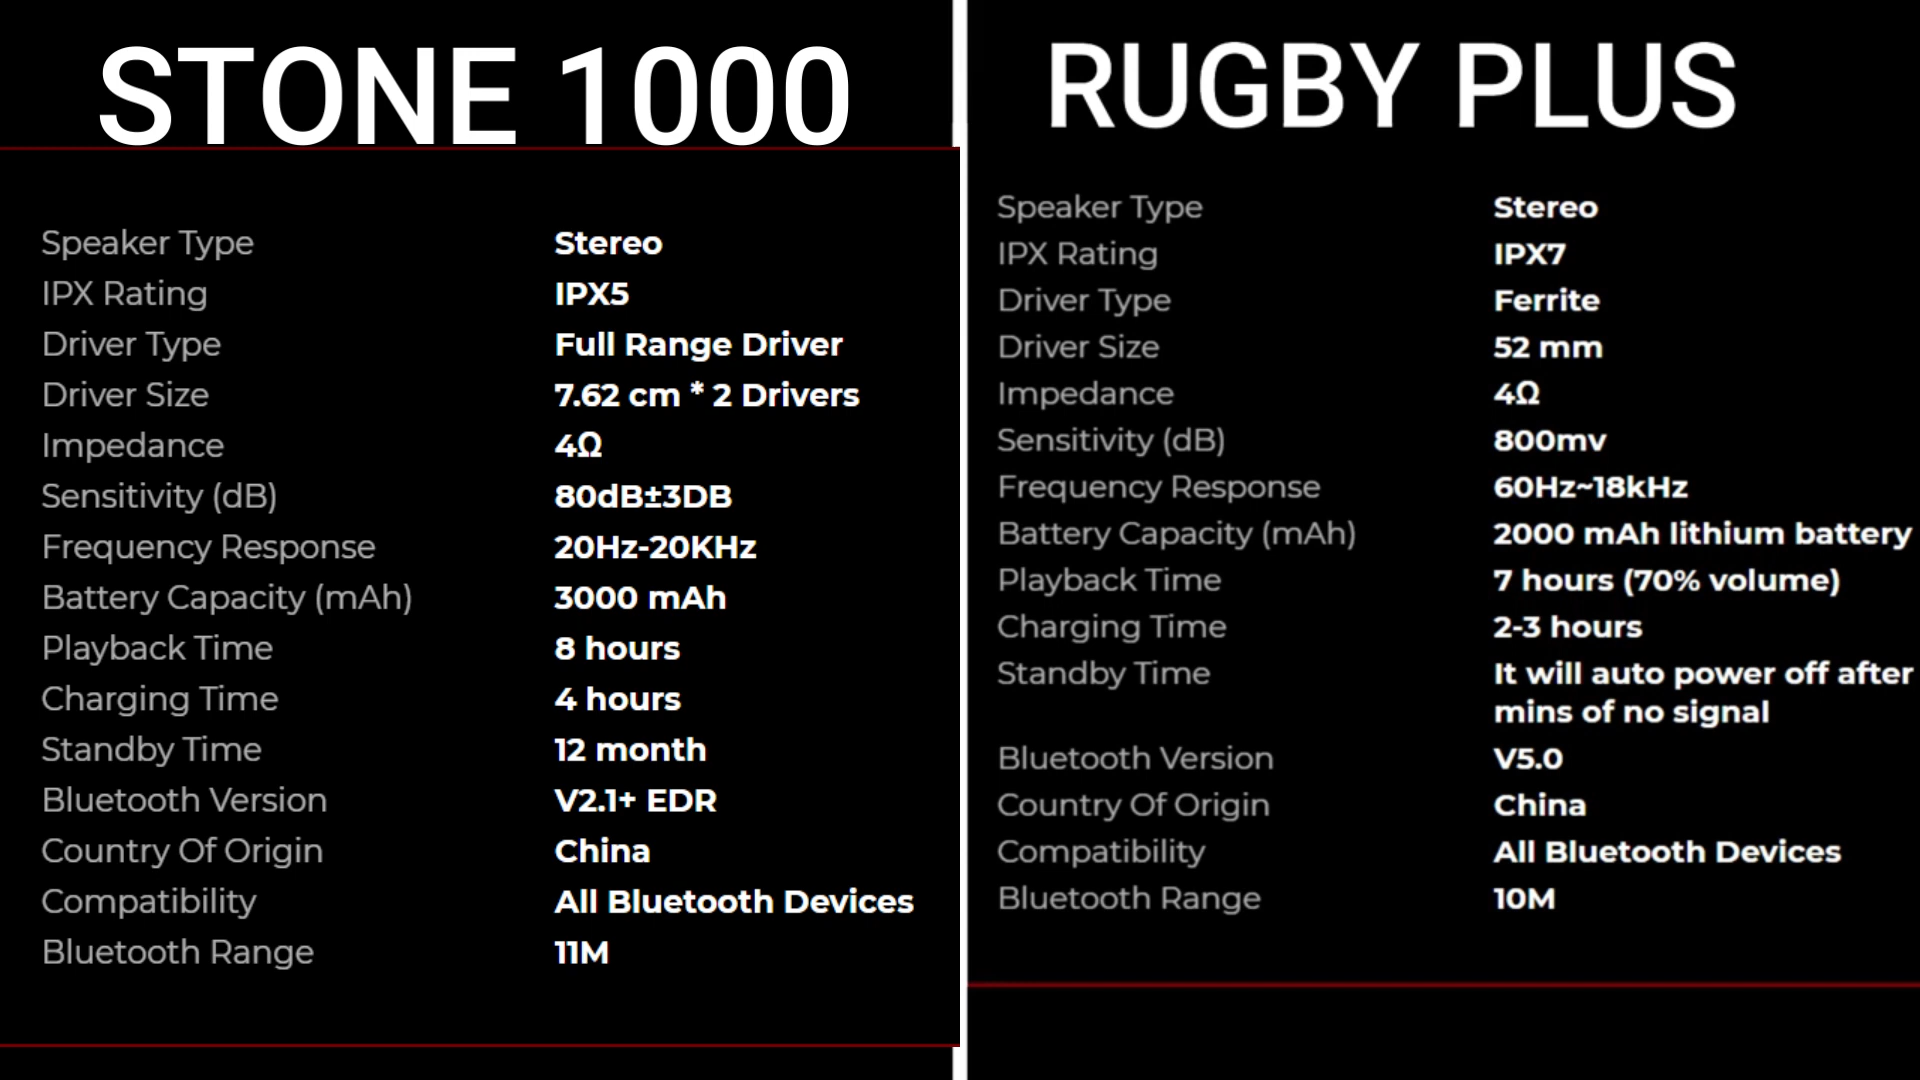 STONE 1000
Speaker Type Stereo
IPX Rating IPX5
Driver Type Full Range Driver
Driver Size 7.62 cm * 2 Drivers
Impedance 4Ω
Sensitivity (dB) 80dB±3DB
Frequency Response 20Hz-20KHz
Battery Capacity (mAh) 3000 mAh
Playback Time 8 hours
Charging Time 4 hours
Standby Time 12 month
Bluetooth Version V2.1+ EDR
Country Of Origin China
Compatibility All Bluetooth Devices
Bluetooth Range 11M
RUGBY PLUS
Speaker Type Stereo
IPX Rating IPX7
Driver Type Ferrite
Driver Size 52 mm
Impedance 4Ω
Sensitivity (dB) 800mv
Frequency Response 60Hz~18kHz
Battery Capacity (mAh) 2000 mAh lithium battery
Playback Time 7 hours (70% volume)
Charging Time 2-3 hours
Standby Time It will auto power off after
mins of no signal
Bluetooth Version V5.0
Country Of Origin China
Compatibility All Bluetooth Devices
Bluetooth Range 10M